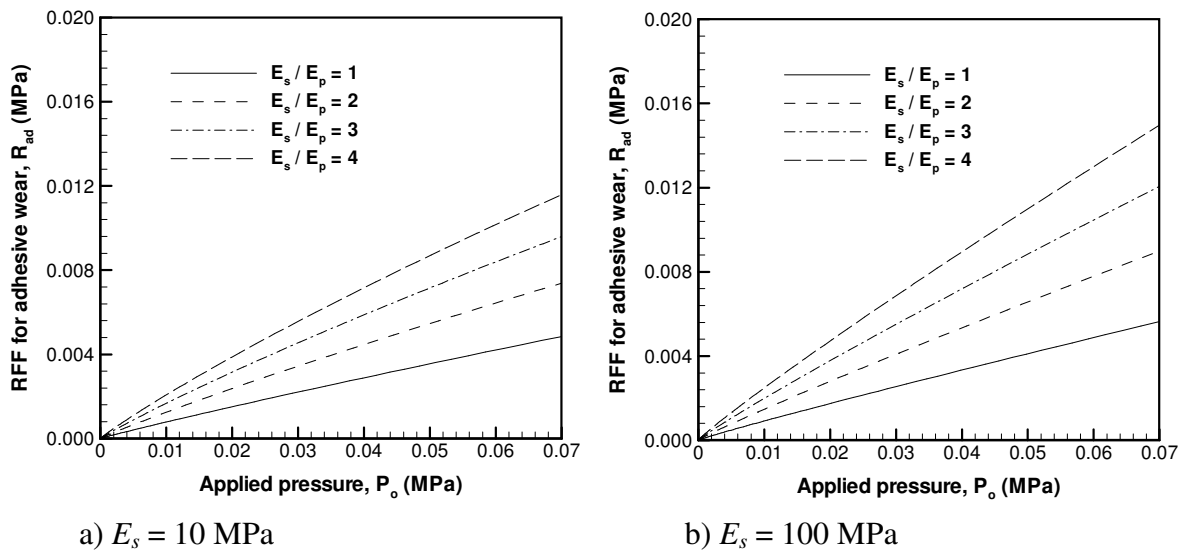 0.020
0.016
0.012
0.008
0.004
0.000
RFF for adhesive wear, R_ad (MPa)
E_s / E_p = 1
E_s / E_p = 2
E_s / E_p = 3
E_s / E_p = 4
0 0.01 0.02 0.03 0.04 0.05 0.06 0.07
Applied pressure, P_o (MPa)
a) E_s = 10 MPa
0.020
0.016
0.012
0.008
0.004
0.000
RFF for adhesive wear, R_ad (MPa)
E_s / E_p = 1
E_s / E_p = 2
E_s / E_p = 3
E_s / E_p = 4
0 0.01 0.02 0.03 0.04 0.05 0.06 0.07
Applied pressure, P_o (MPa)
b) E_s = 100 MPa